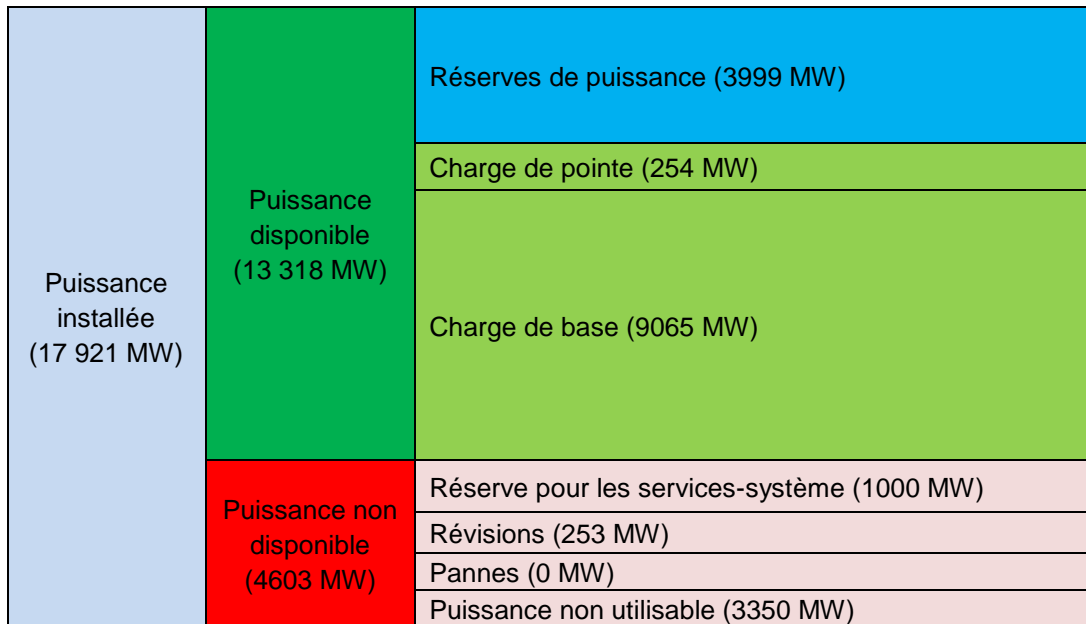 Puissance
installée
(17 921 MW)
Puissance
disponible
(13 318 MW)
Réserves de puissance (3999 MW)
Charge de pointe (254 MW)
Charge de base (9065 MW)
Puissance non
disponible
(4603 MW)
Réserve pour les services-système (1000 MW)
Révisions (253 MW)
Pannes (0 MW)
Puissance non utilisable (3350 MW)